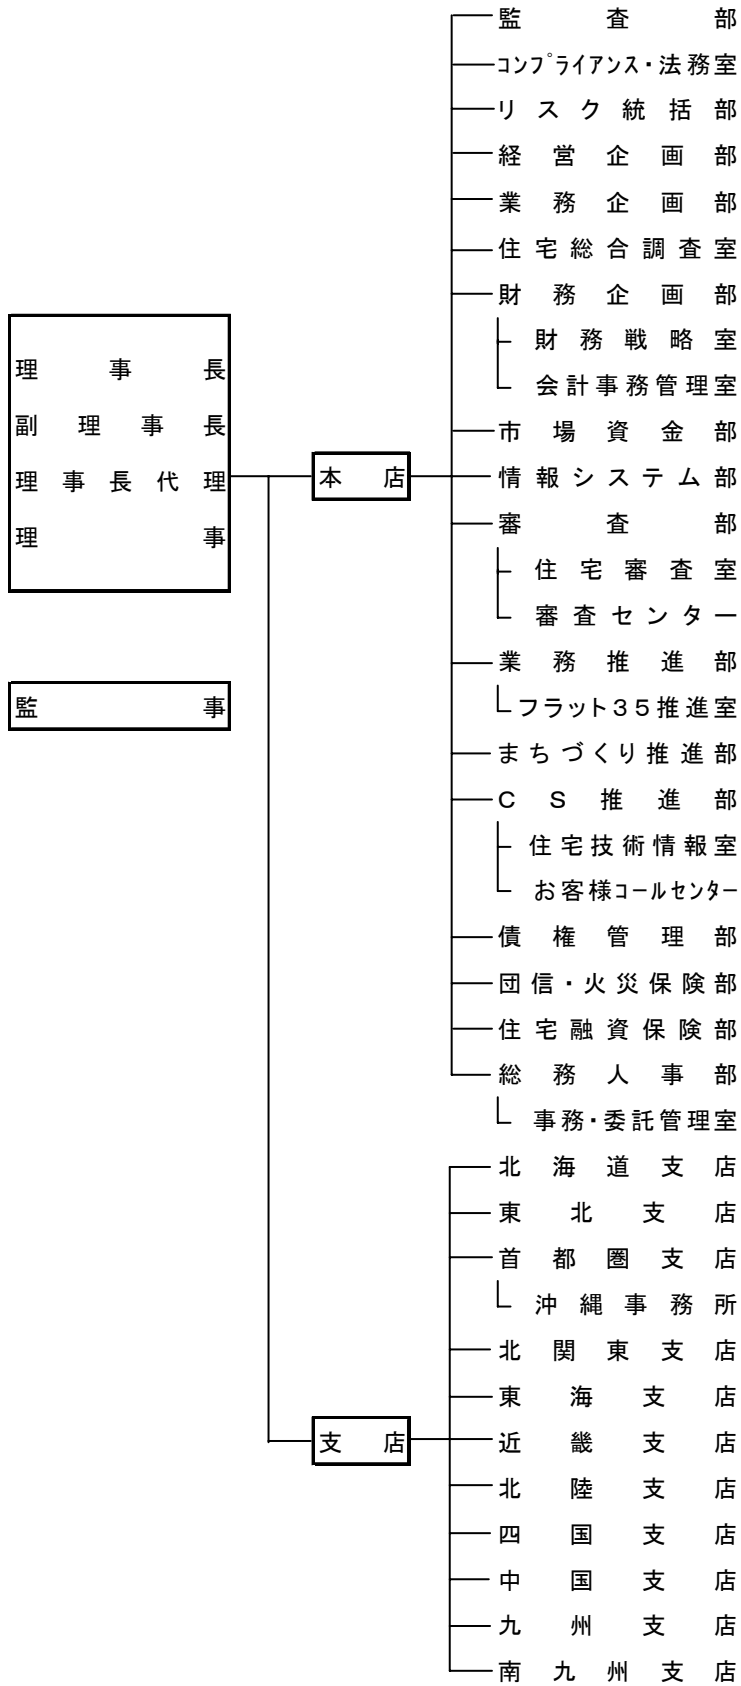 理事長
副理事長
理事長代理
理事
監事
本店
監査部
コンプライアンス・法務室
リスク統括部
経営企画部
業務企画部
住宅総合調査室
財務企画部
財務戦略室
会計事務管理室
市場資金部
情報システム部
審査部
住宅審査室
審査センター
業務推進部
フラット35推進室
まちづくり推進部
CS推進部
住宅技術情報室
お客様コールセンター
債権管理部
団信・火災保険部
住宅融資保険部
総務人事部
事務・委託管理室
支店
北海道支店
東北支店
首都圏支店
沖縄事務所
北関東支店
東海支店
近畿支店
北陸支店
四国支店
中国支店
九州支店
南九州支店